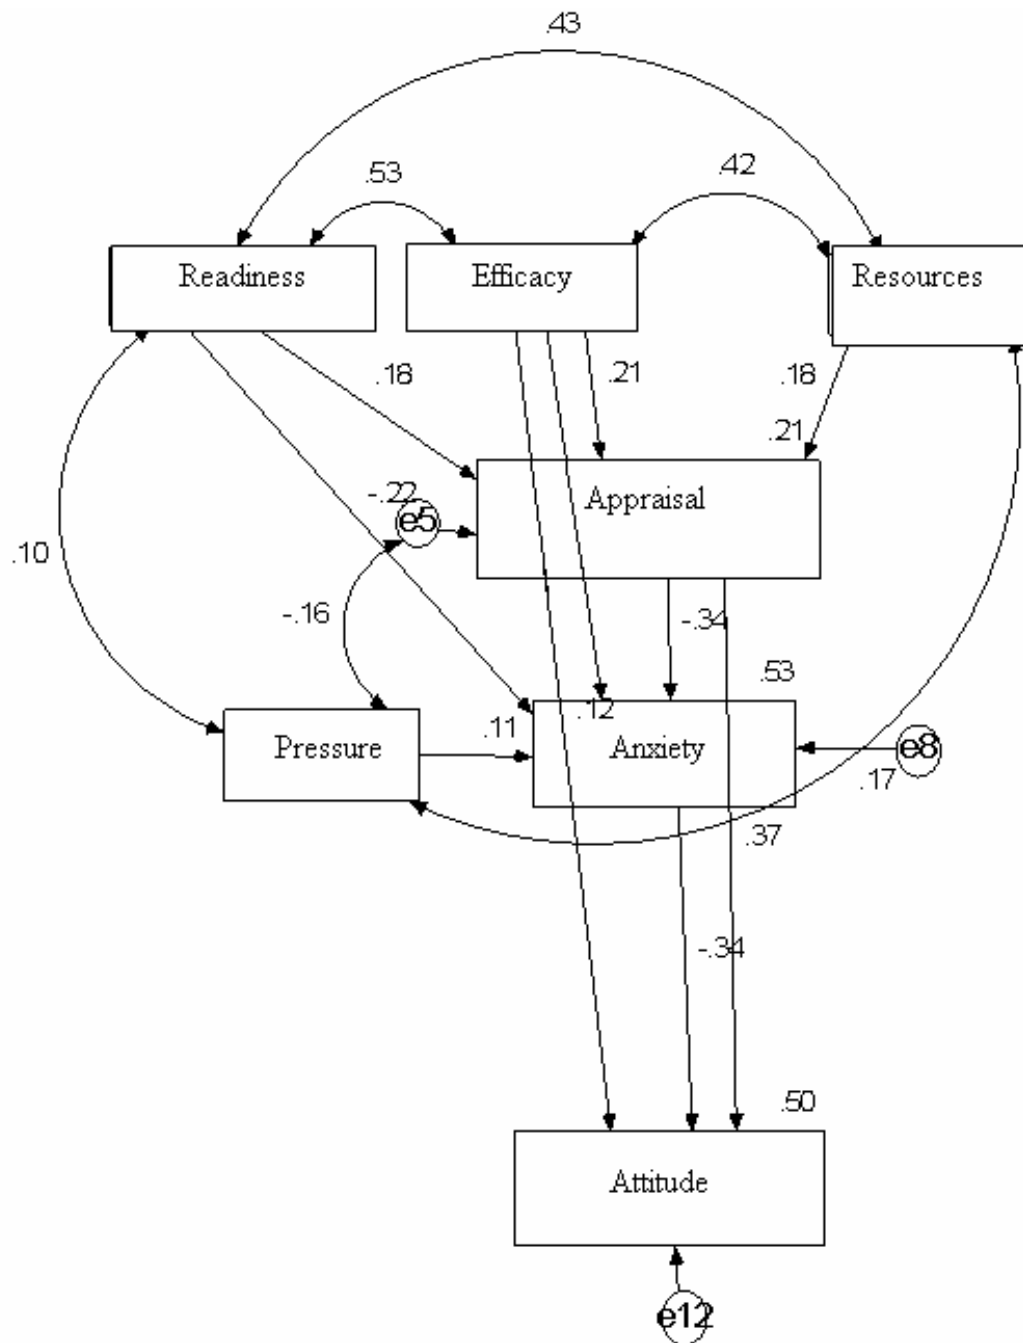 .43
.53
.42
Readiness
Efficacy
Resources
.18
.21
.18
.21
-.22
Appraisal
e5
.10
-.16
-.34
.53
.12
.11
Pressure
Anxiety
e8
.17
.37
-.34
.50
Attitude
e12